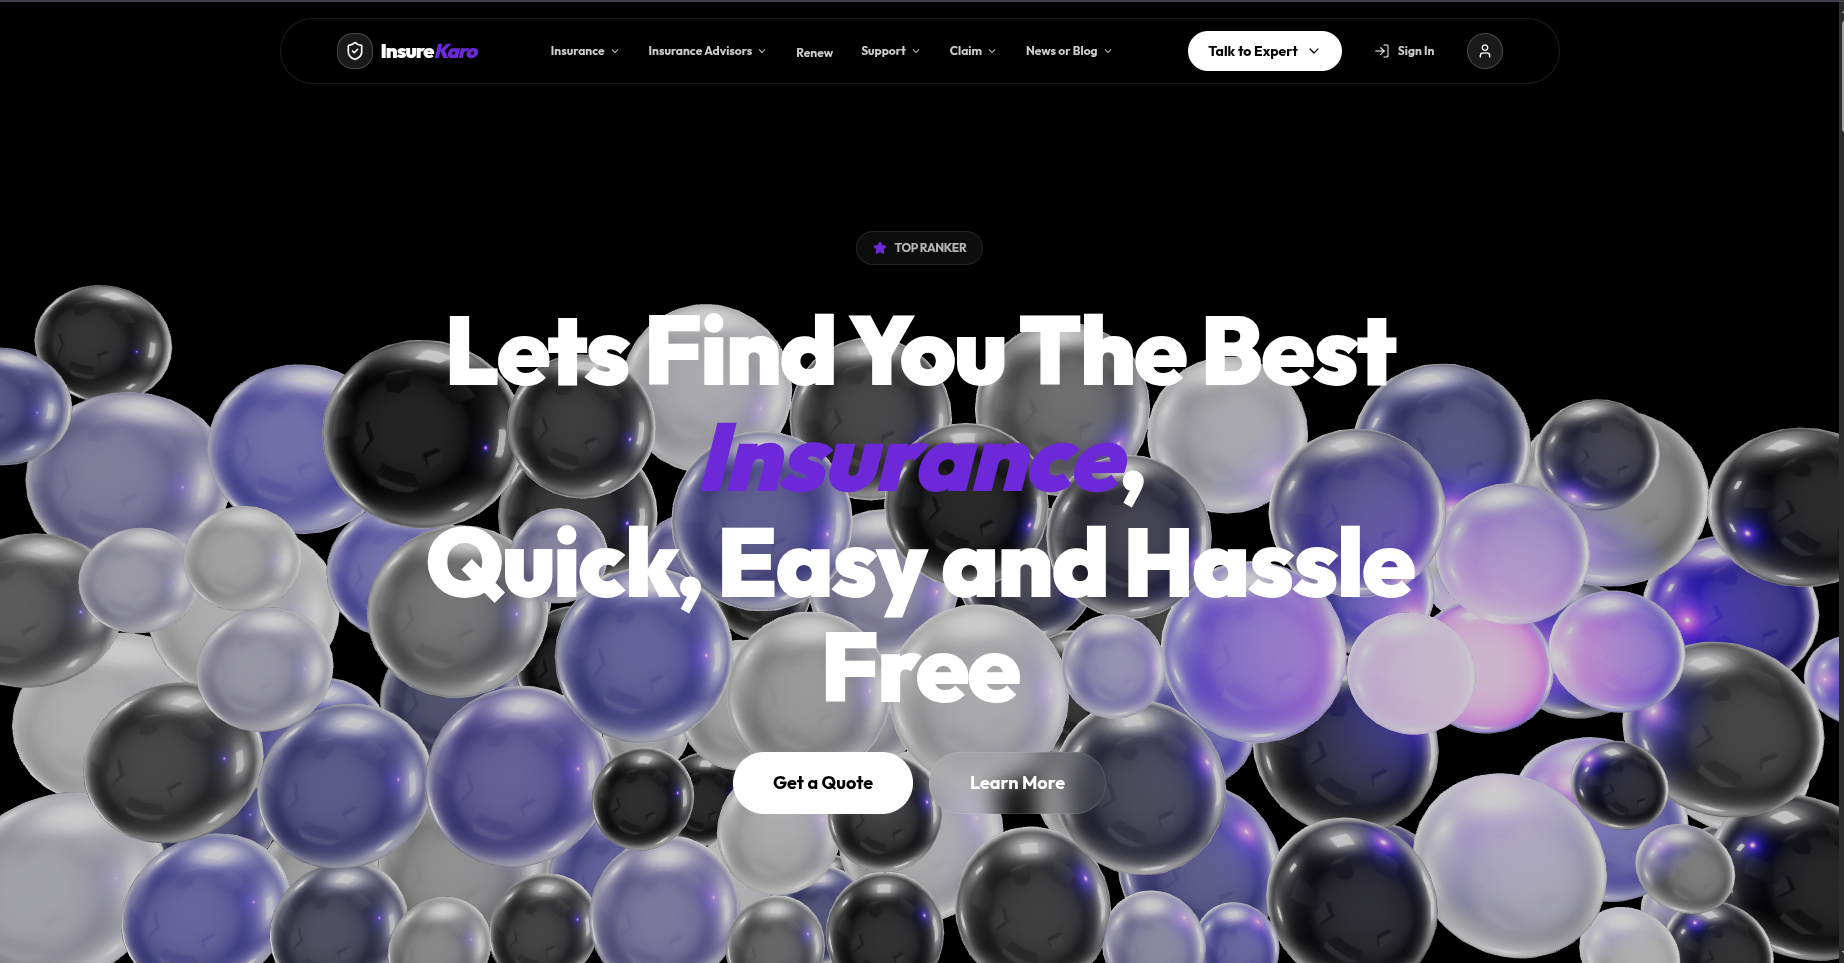 InsureKaro
Insurance
Insurance Advisors
Renew
Support
Claim
News or Blog
Talk to Expert
Sign In
TOP RANKER
Lets Find You The Best
Insurance,
Quick, Easy and Hassle
Free
Get a Quote
Learn More